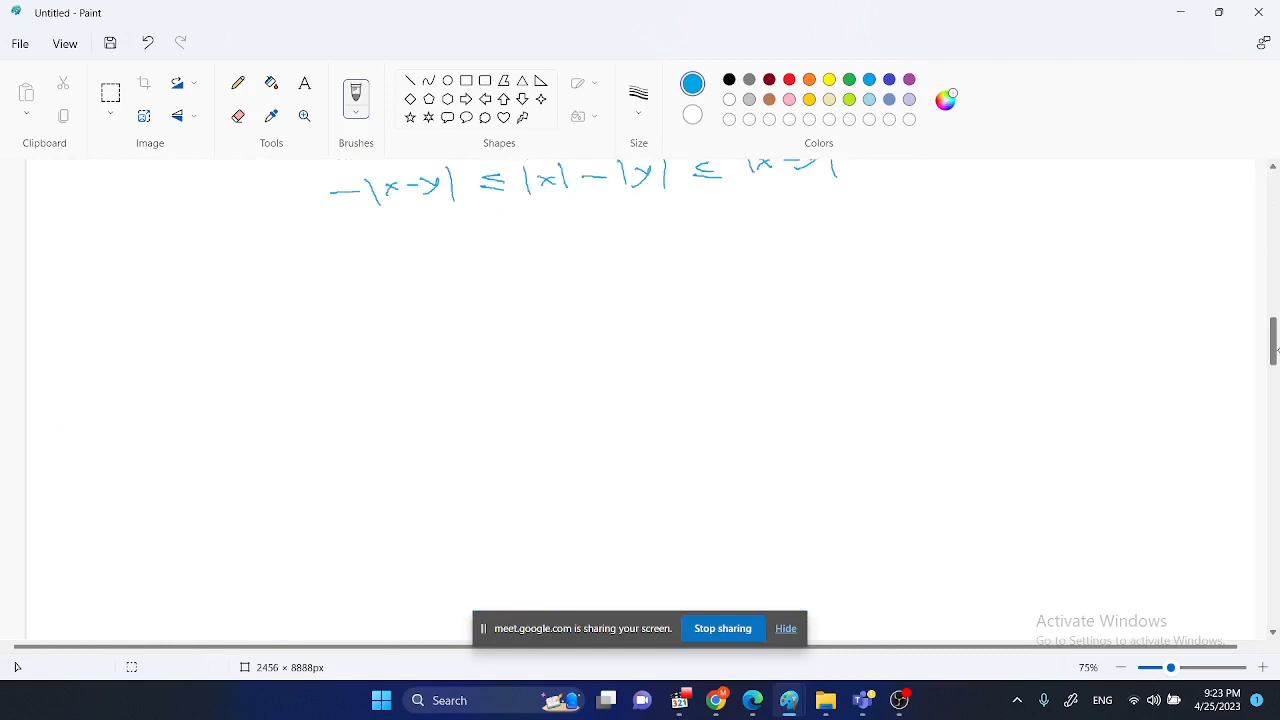 Untitled - Paint
File View
Clipboard Image Tools Brushes Shapes Size Colors
-|x-y| ≤ |x| - |y| ≤ |x-y|
meet.google.com is sharing your screen. Stop sharing Hide
Activate Windows
Go to Settings to activate Windows.
2456 × 8888px 75%
Search ENG 9:23 PM
4/25/2023